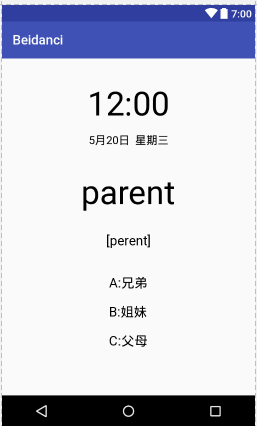 7:00
Beidanci
12:00
5月20日 星期三
parent
[perent]
A:兄弟
B:姐妹
C:父母